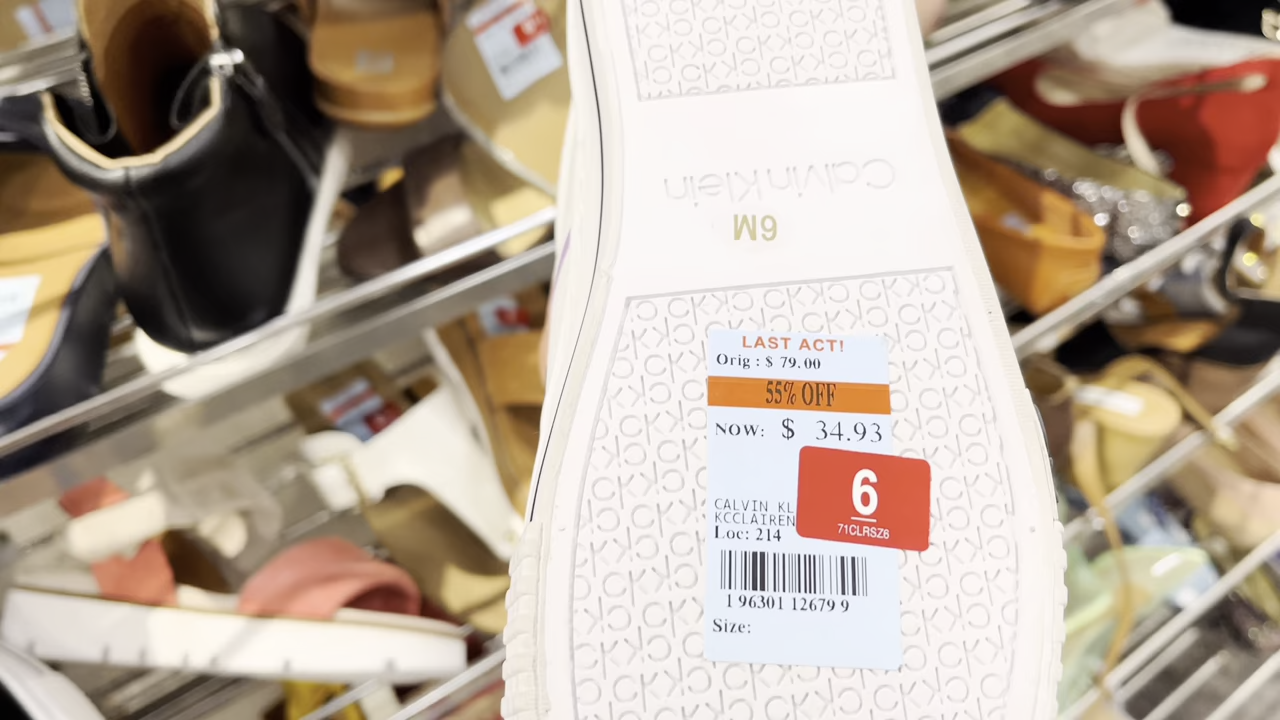 Calvin Klein
6M
LAST ACT!
Orig : $ 79.00
55% OFF
NOW: $ 34.93
6
71CLRSZ6
CALVIN KL
KCCLAIREN
Loc: 214
1 96301 12679 9
Size: